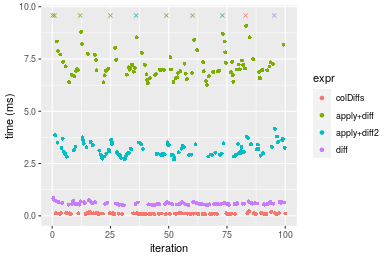 10.0
7.5
5.0
2.5
0.0
time (ms)
0
25
50
75
100
iteration
expr
colDiffs
apply+diff
apply+diff2
diff